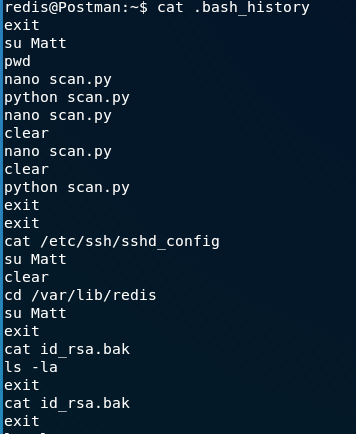 redis@Postman:~$ cat .bash_history
exit
su Matt
pwd
nano scan.py
python scan.py
nano scan.py
clear
nano scan.py
clear
python scan.py
exit
exit
cat /etc/ssh/sshd_config
su Matt
clear
cd /var/lib/redis
su Matt
exit
cat id_rsa.bak
ls -la
exit
cat id_rsa.bak
exit